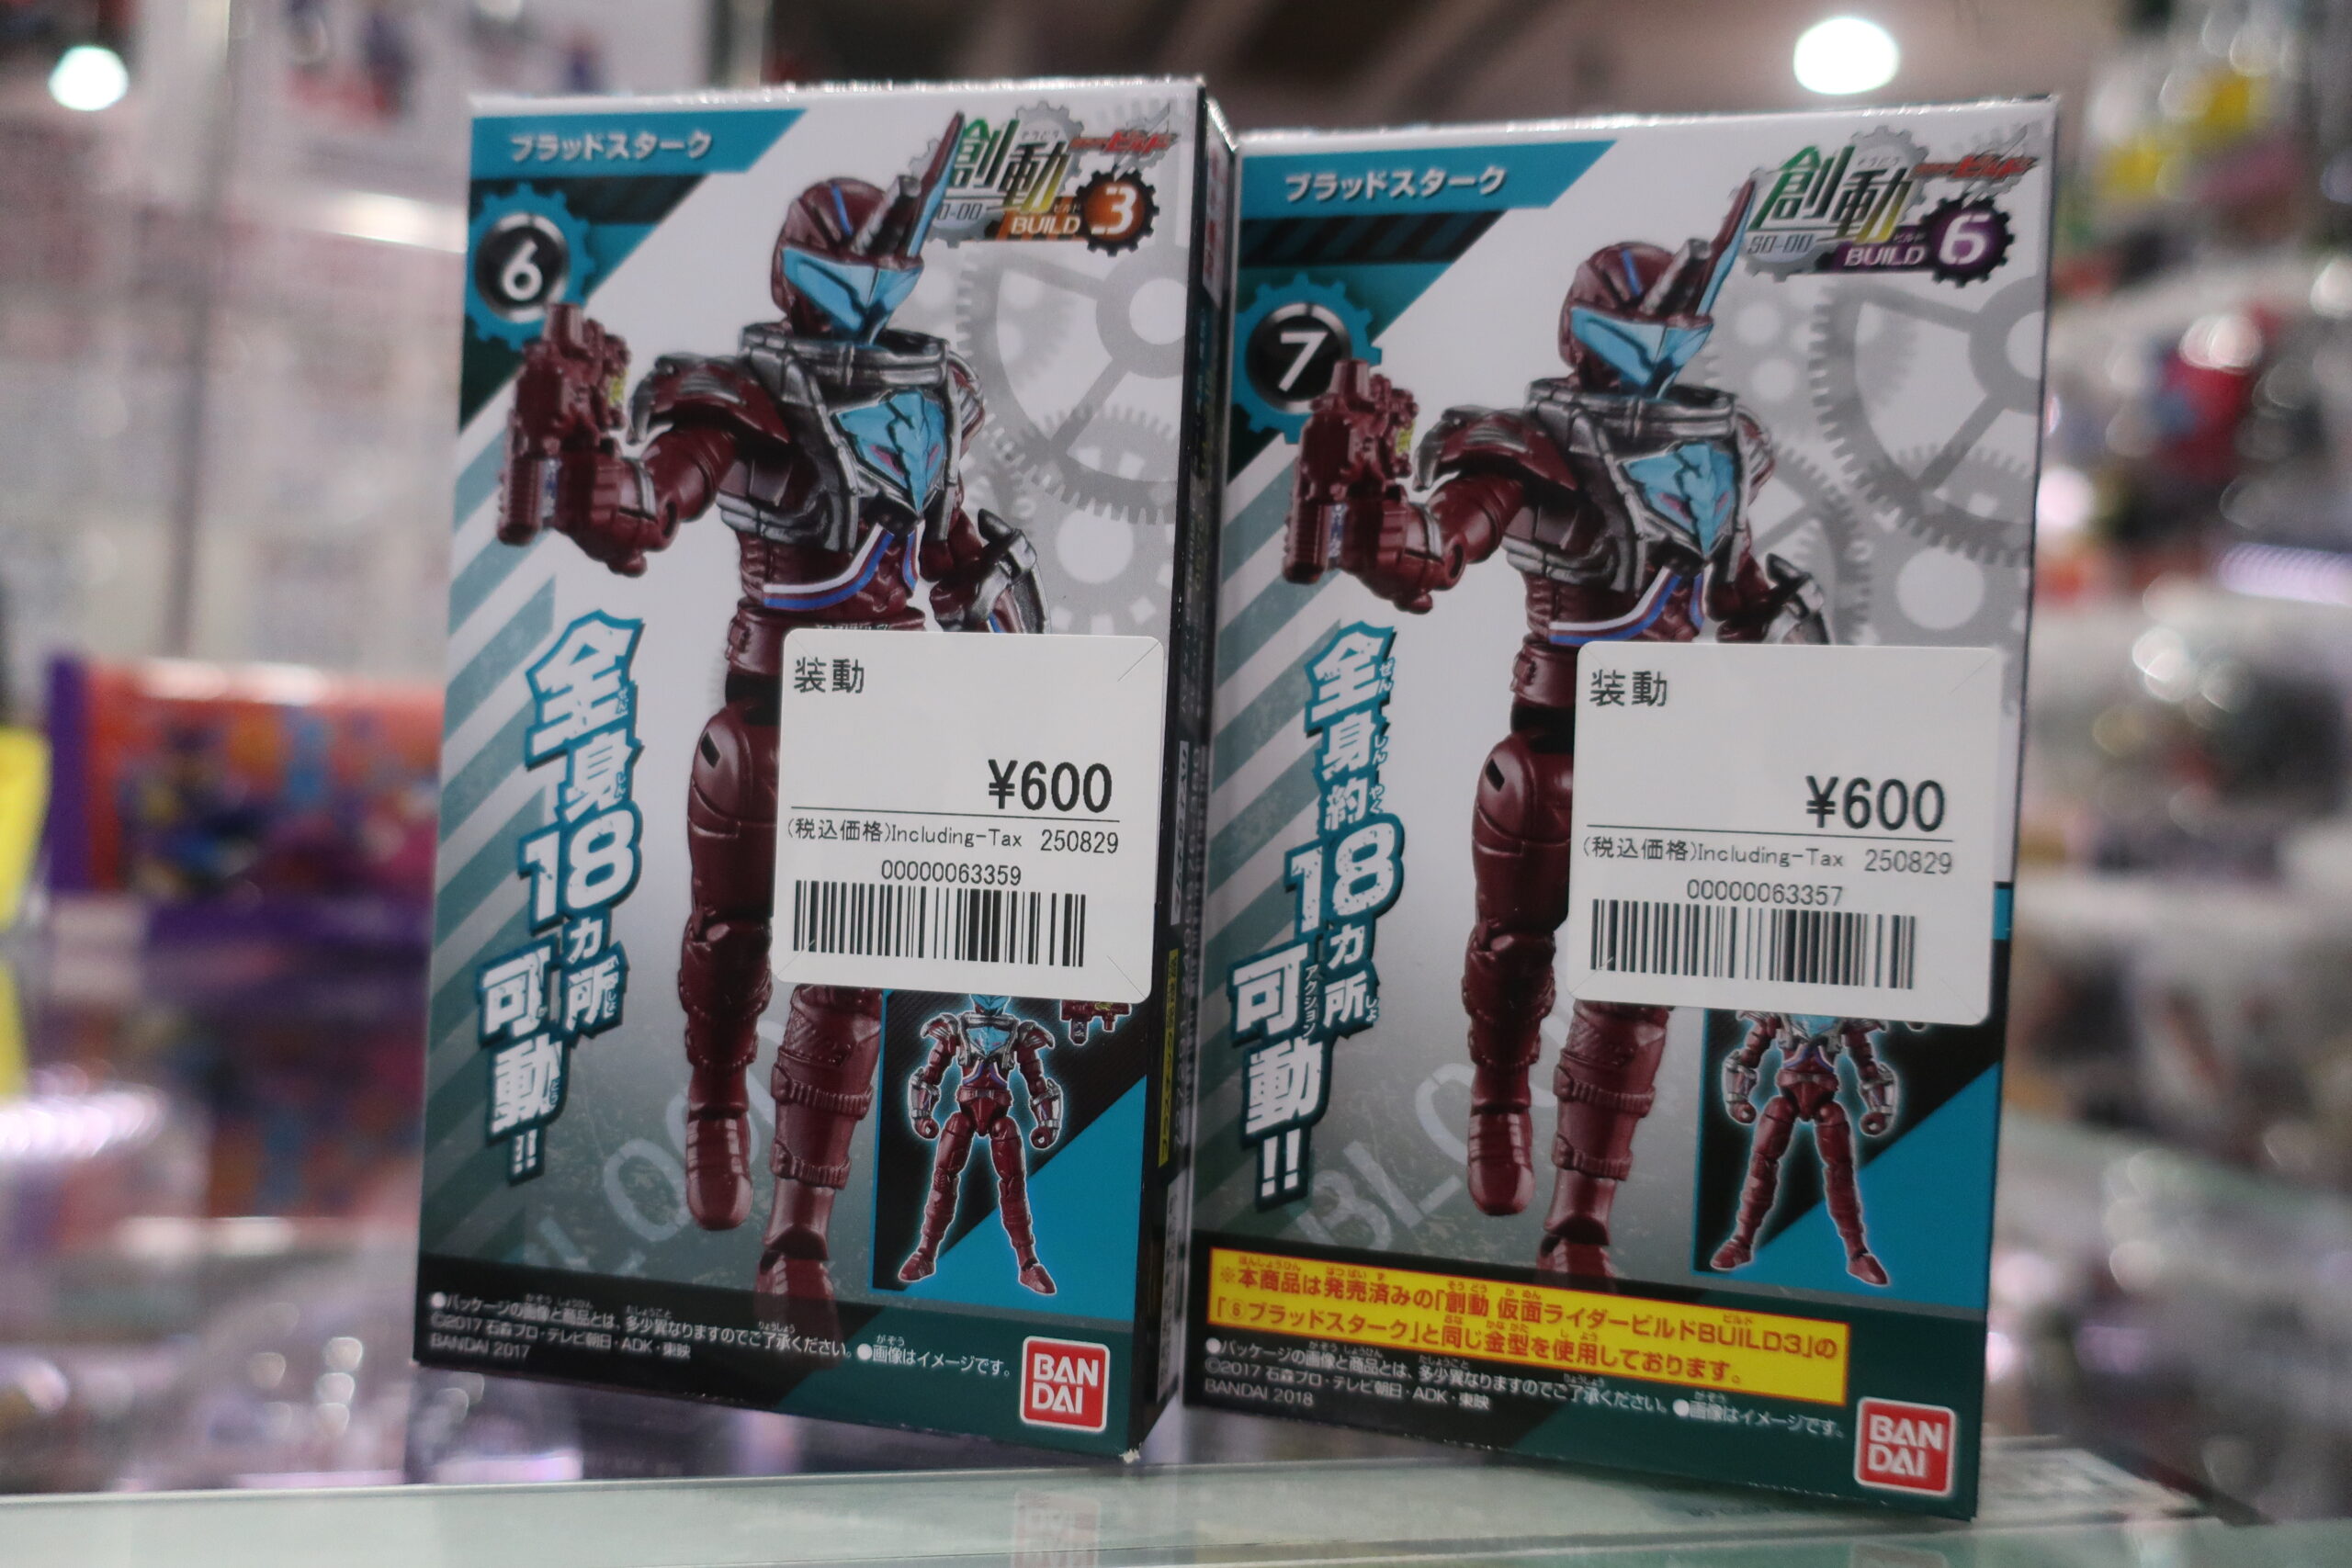 ブラッドスターク
6
創動
SO-DO
BUILD 3
全身18カ所
可動!!
装動
¥600
(税込価格)Including-Tax 250829
00000063359
●パッケージの画像と商品とは、多少異なりますのでご了承ください。●画像はイメージです。
©2017 石森プロ・テレビ朝日・ADK・東映
BANDAI 2017
BAN
DAI
ブラッドスターク
7
創動
SO-DO
BUILD 6
全身約18カ所
可動!!
装動
¥600
(税込価格)Including-Tax 250829
00000063357
※本商品は発売済みの「創動 仮面ライダービルドBUILD3」の
「⑥ブラッドスターク」と同じ金型を使用しております。
●パッケージの画像と商品とは、多少異なりますのでご了承ください。●画像はイメージです。
©2017 石森プロ・テレビ朝日・ADK・東映
BANDAI 2018
BAN
DAI